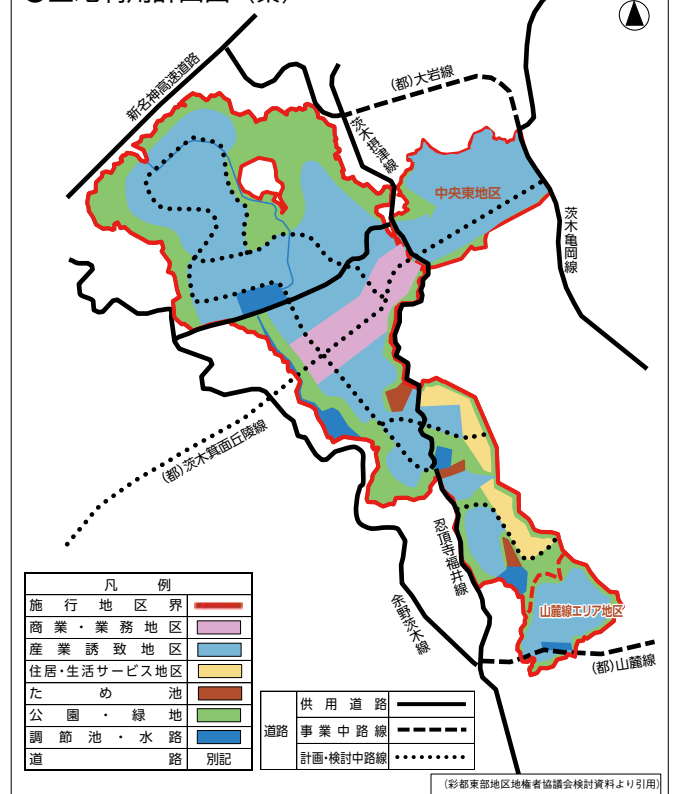 新名神高速道路
(都)大岩線
茨木摂津線
中央東地区
茨木亀岡線
(都)茨木箕面丘陵線
忍頂寺福井線
余野茨木線
山麓線エリア地区
(都)山麓線
凡 例
施行地区界
商業・業務地区
産業誘致地区
住居・生活サービス地区
ため池
公園・緑地
調節池・水路
道路 別記
道路
供用道路
事業中路線
計画・検討中路線
(彩都東部地区地権者協議会検討資料より引用)